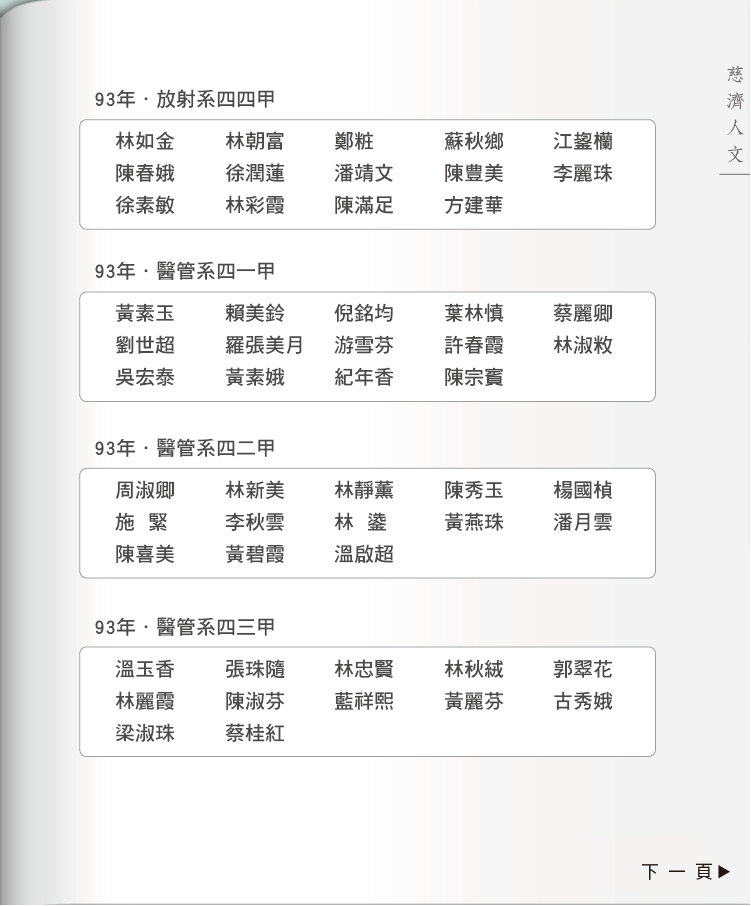 慈濟人文
93年．放射系四四甲
林如金 林朝富 鄭粧 蘇秋鄉 江鋆欄
陳春娥 徐潤蓮 潘靖文 陳豊美 李麗珠
徐素敏 林彩霞 陳滿足 方建華
93年．醫管系四一甲
黃素玉 賴美鈴 倪銘均 葉林慎 蔡麗卿
劉世超 羅張美月 游雪芬 許春霞 林淑敉
吳宏泰 黃素娥 紀年香 陳宗賓
93年．醫管系四二甲
周淑卿 林新美 林靜薰 陳秀玉 楊國楨
施 緊 李秋雲 林 鍌 黃燕珠 潘月雲
陳喜美 黃碧霞 溫啟超
93年．醫管系四三甲
溫玉香 張珠隨 林忠賢 林秋絨 郭翠花
林麗霞 陳淑芬 藍祥熙 黃麗芬 古秀娥
梁淑珠 蔡桂紅
下一頁▶